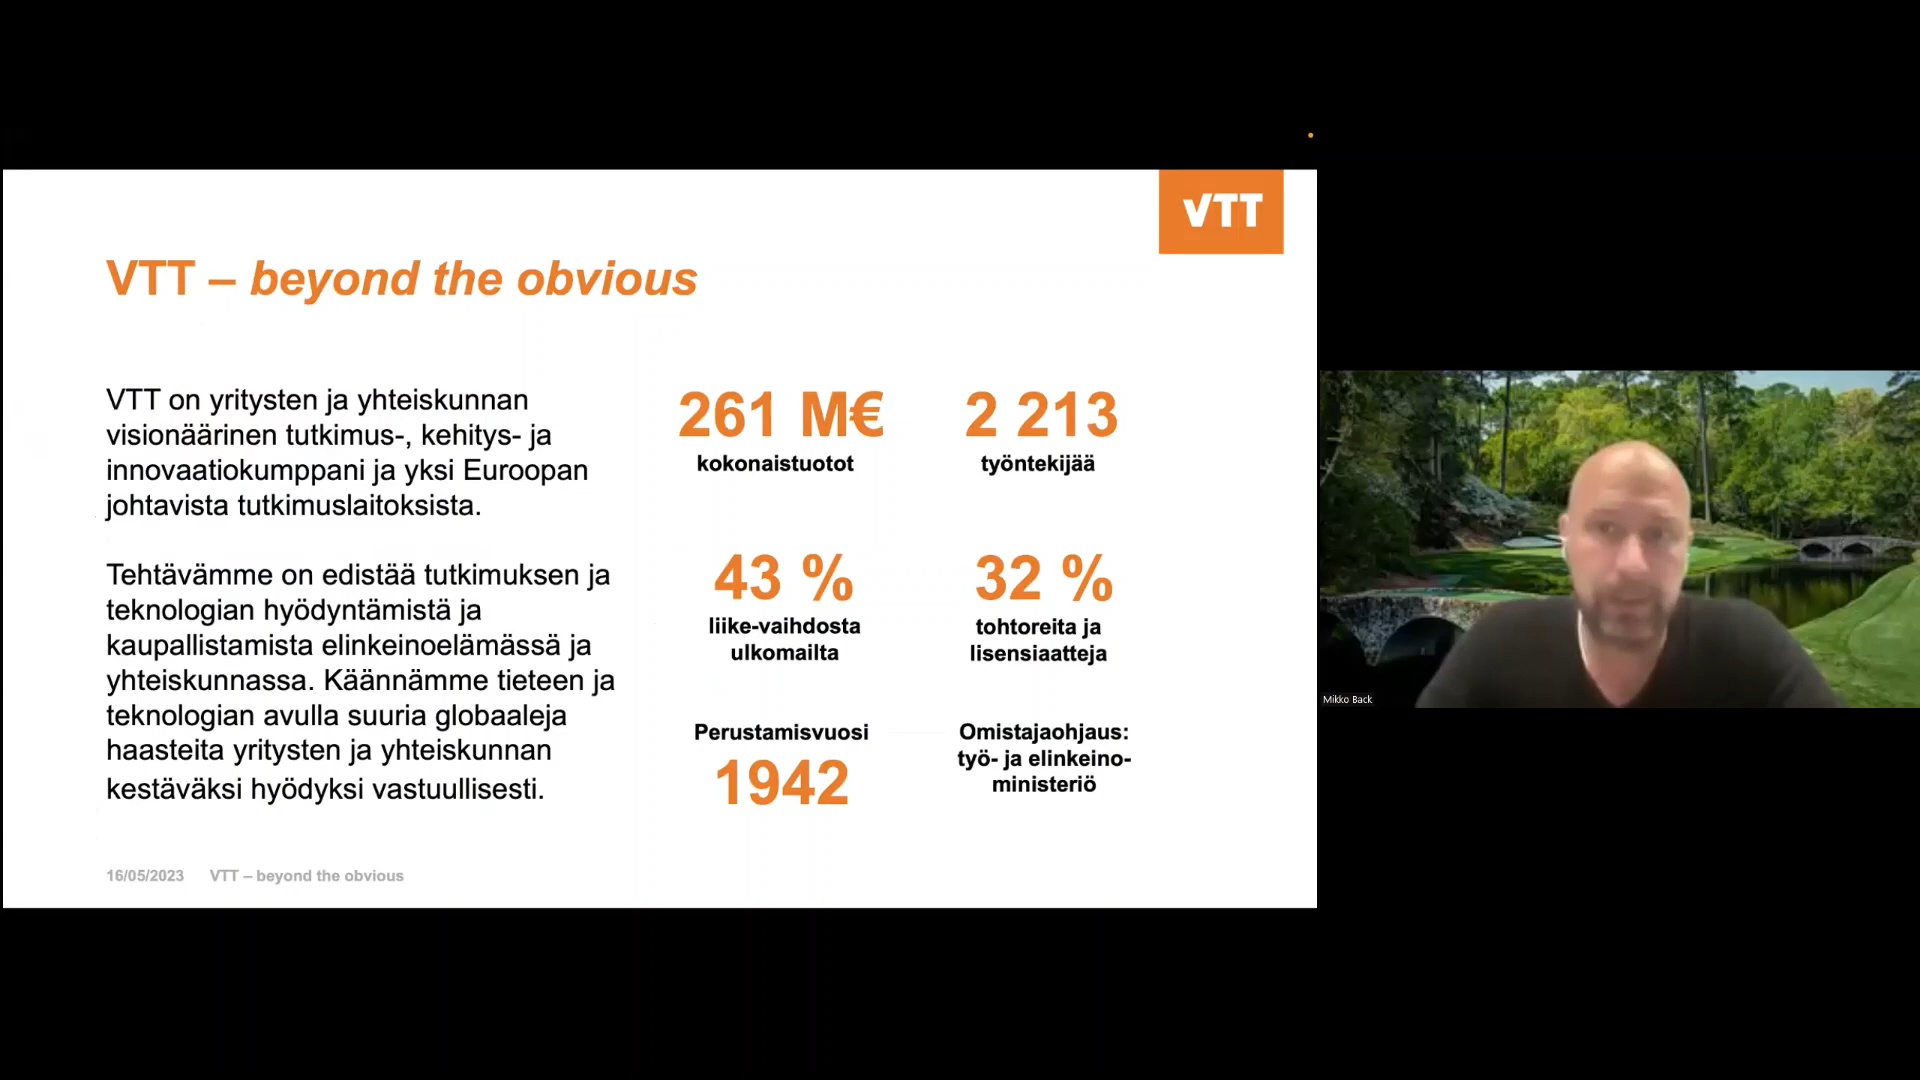 VTT
VTT – beyond the obvious
VTT on yritysten ja yhteiskunnan
visionäärinen tutkimus-, kehitys- ja
innovaatiokumppani ja yksi Euroopan
johtavista tutkimuslaitoksista.
Tehtävämme on edistää tutkimuksen ja
teknologian hyödyntämistä ja
kaupallistamista elinkeinoelämässä ja
yhteiskunnassa. Käännämme tieteen ja
teknologian avulla suuria globaaleja
haasteita yritysten ja yhteiskunnan
kestäväksi hyödyksi vastuullisesti.
261 M€
kokonaistuotot
2 213
työntekijää
43 %
liike-vaihdosta
ulkomailta
32 %
tohtoreita ja
lisensiaatteja
Perustamisvuosi
1942
Omistajaohjaus:
työ- ja elinkeino-
ministeriö
16/05/2023 VTT – beyond the obvious
Mikko Back